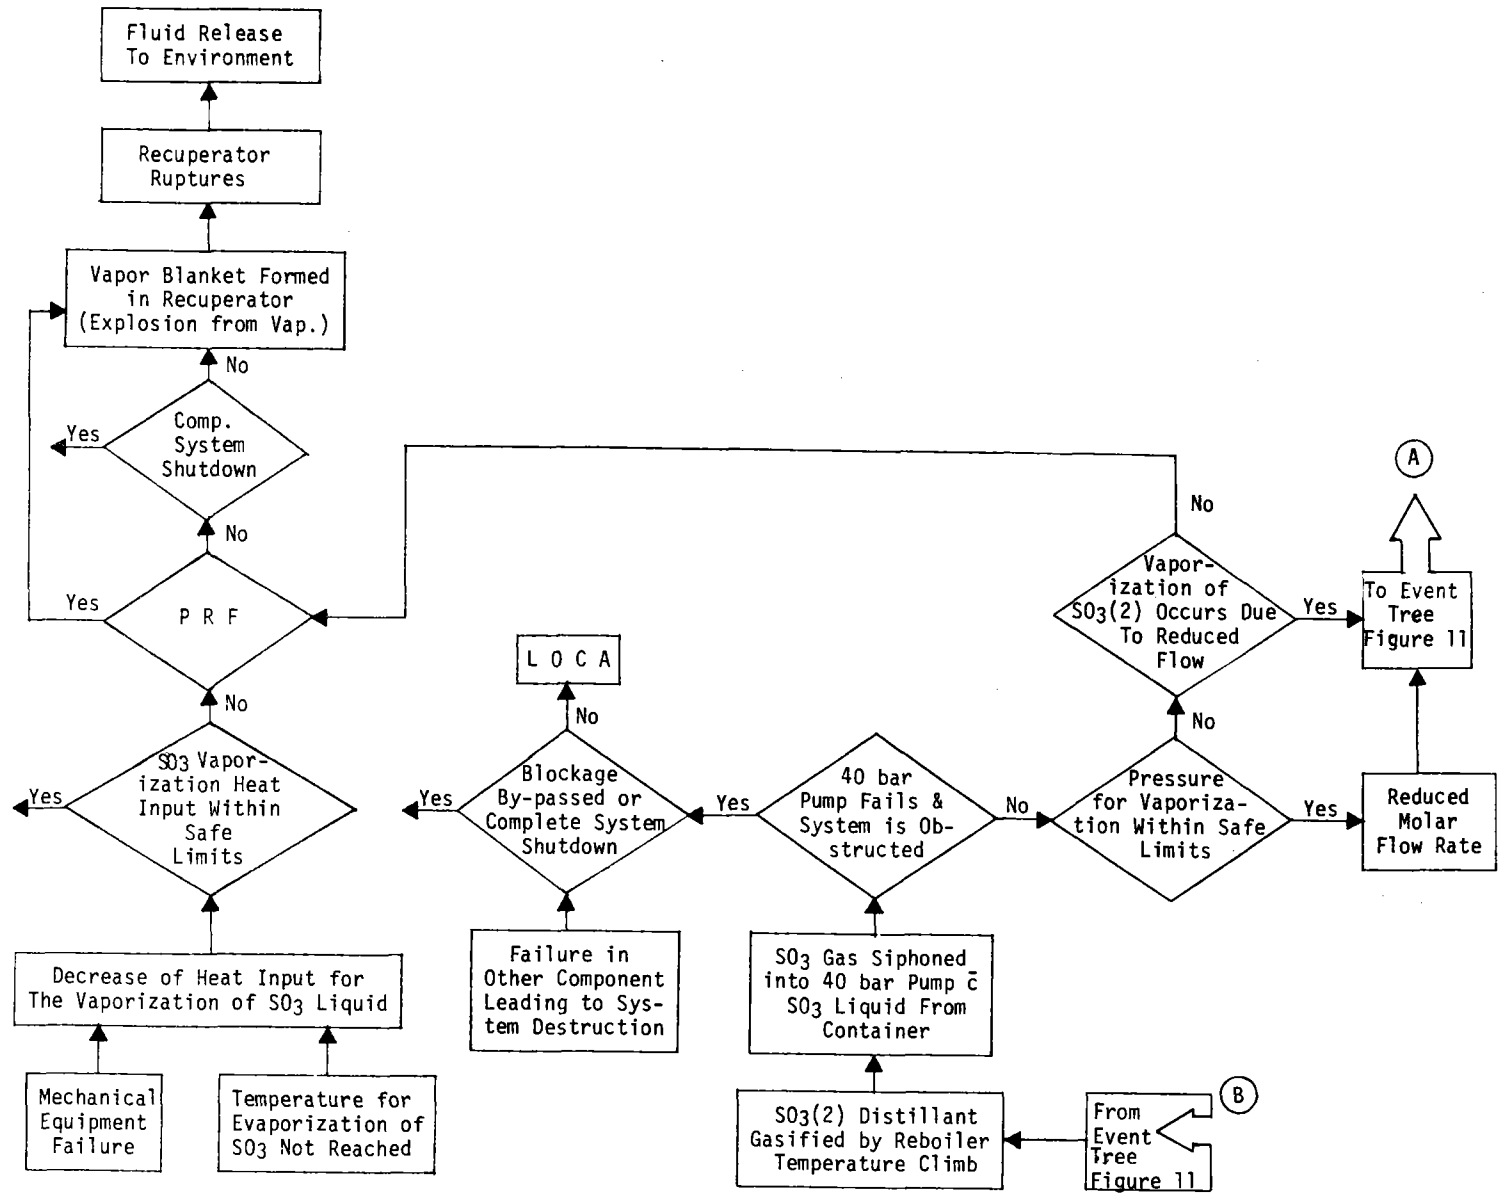 Fluid Release
To Environment
Recuperator
Ruptures
Vapor Blanket Formed
in Recuperator
(Explosion from Vap.)
No
Comp.
System
Shutdown
Yes
No
P R F
Yes
No
SO3 Vapor-
ization Heat
Input Within
Safe
Limits
Yes
Decrease of Heat Input for
The Vaporization of SO3 Liquid
Mechanical
Equipment
Failure
Temperature for
Evaporization of
SO3 Not Reached
L O C A
No
Blockage
By-passed or
Complete System
Shutdown
Yes
Failure in
Other Component
Leading to Sys-
tem Destruction
Yes
40 bar
Pump Fails &
System is Ob-
structed
No
SO3 Gas Siphoned
into 40 bar Pump c̄
SO3 Liquid From
Container
SO3(2) Distillant
Gasified by Reboiler
Temperature Climb
From
Event
Tree
Figure 11
B
Pressure
for Vaporiza-
tion Within Safe
Limits
Yes
No
Reduced
Molar
Flow Rate
Vapor-
ization of
SO3(2) Occurs Due
To Reduced
Flow
No
Yes
To Event
Tree
Figure 11
A